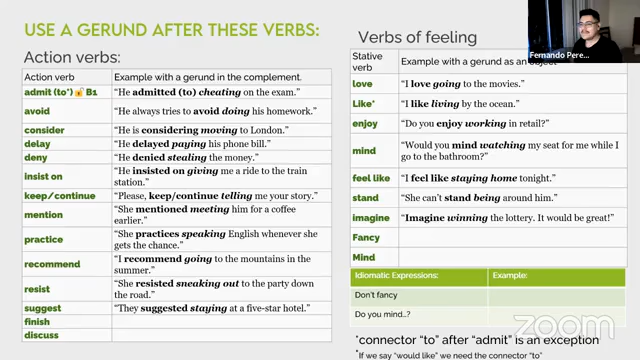 USE A GERUND AFTER THESE VERBS:
Action verbs:
Action verb
Example with a gerund in the complement.
admit (to*) 🔓 B1
"He admitted (to) cheating on the exam."
avoid
"He always tries to avoid doing his homework."
consider
"He is considering moving to London."
delay
"He delayed paying his phone bill."
deny
"He denied stealing the money."
insist on
"He insisted on giving me a ride to the train
station."
keep/continue
"Please, keep/continue telling me your story."
mention
"She mentioned meeting him for a coffee
earlier."
practice
"She practices speaking English whenever she
gets the chance."
recommend
"I recommend going to the mountains in the
summer."
resist
"She resisted sneaking out to the party down
the road."
suggest
"They suggested staying at a five-star hotel."
finish
discuss
Verbs of feeling
Stative
verb
Example with a gerund as an object
love
"I love going to the movies."
Like*
"I like living by the ocean."
enjoy
"Do you enjoy working in retail?"
mind
"Would you mind watching my seat for me while I
go to the bathroom?"
feel like
"I feel like staying home tonight."
stand
"She can't stand being around him."
imagine
"Imagine winning the lottery. It would be great!"
Fancy
Mind
Idiomatic Expressions:
Example:
Don't fancy
Do you mind..?
*connector "to" after "admit" is an exception
*If we say "would like" we need the connector "to"
Fernando Pere...
zoom